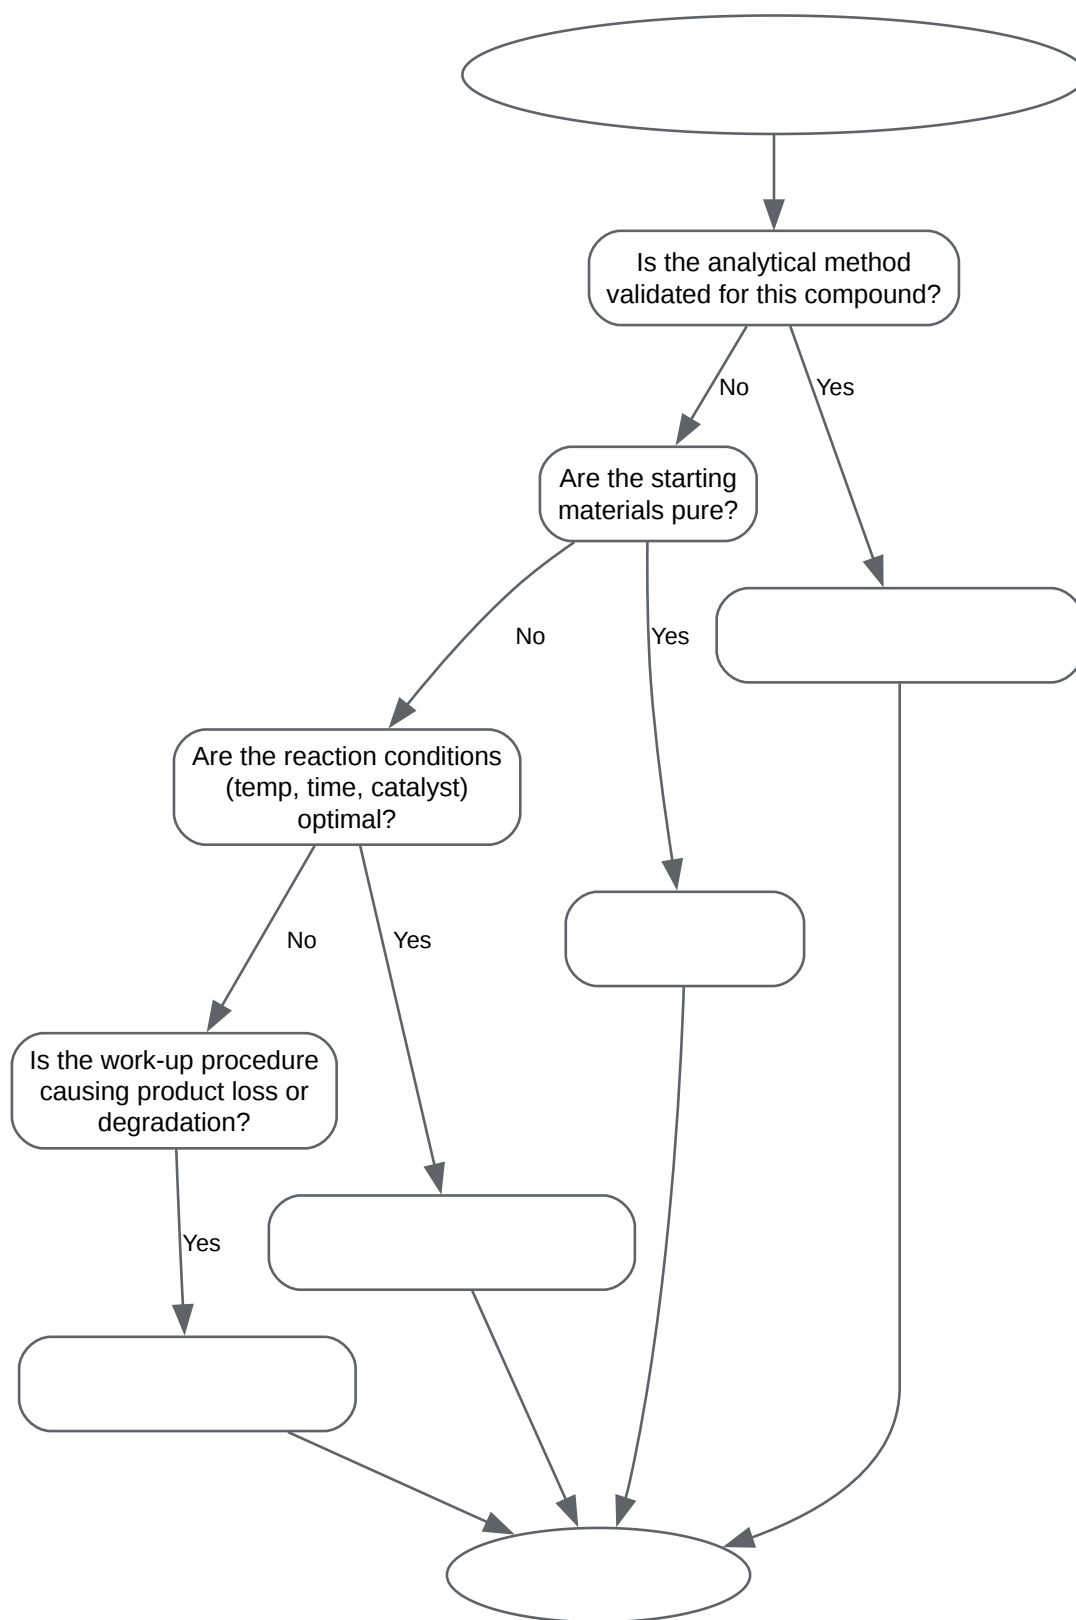 Is the analytical method
validated for this compound?
No
Yes
Are the starting
materials pure?
No
Yes
Are the reaction conditions
(temp, time, catalyst)
optimal?
No
Yes
Is the work-up procedure
causing product loss or
degradation?
Yes